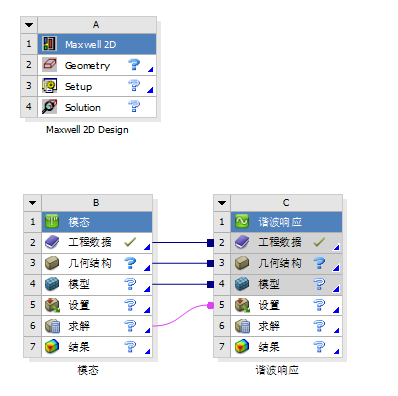 A
1 Maxwell 2D
2 Geometry
3 Setup
4 Solution
Maxwell 2D Design
B
1 模态
2 工程数据
3 几何结构
4 模型
5 设置
6 求解
7 结果
模态
C
1 谐波响应
2 工程数据
3 几何结构
4 模型
5 设置
6 求解
7 结果
谐波响应